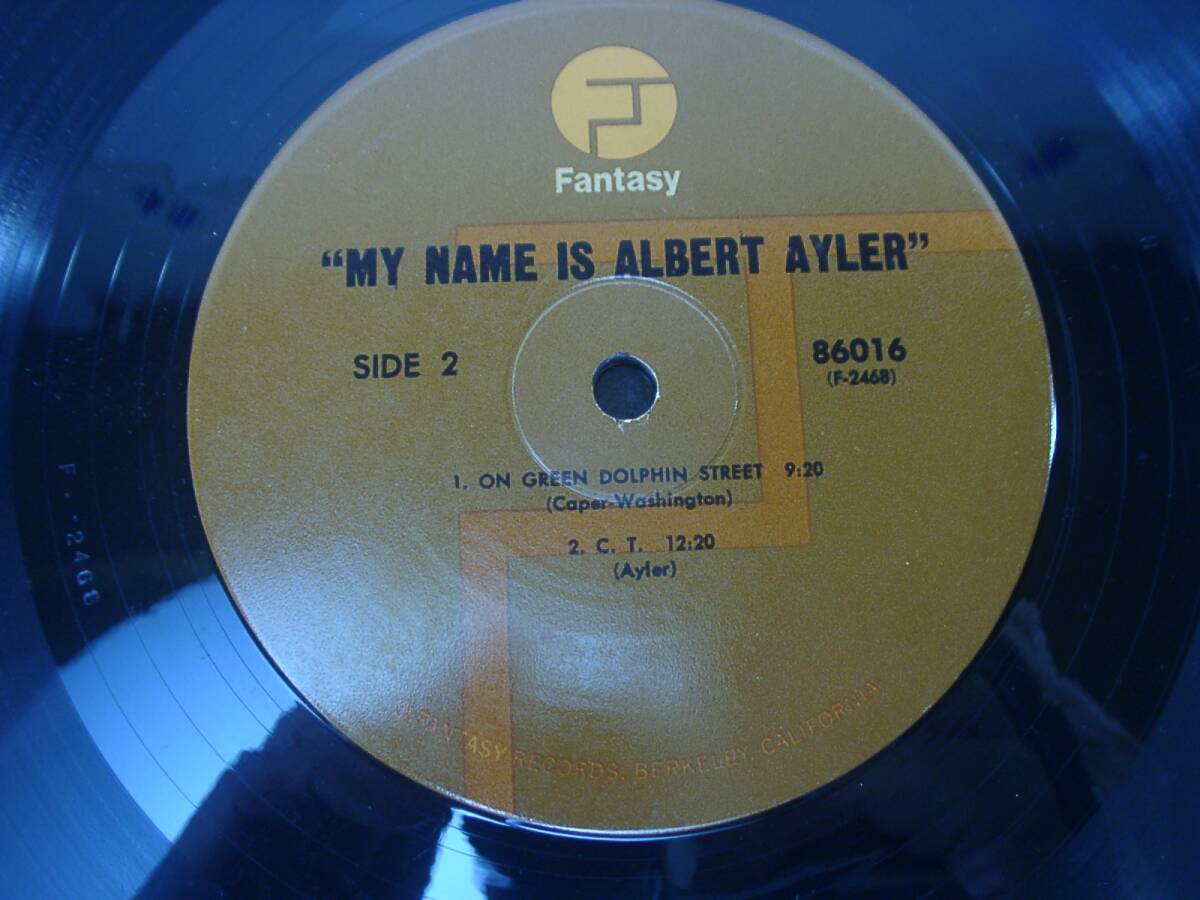 Fantasy
“MY NAME IS ALBERT AYLER”
SIDE 2
86016
(F-2468)
1. ON GREEN DOLPHIN STREET 9:20
(Caper-Washington)
2. C. T. 12:20
(Ayler)
FANTASY RECORDS, BERKELEY, CALIFORNIA
F--2468